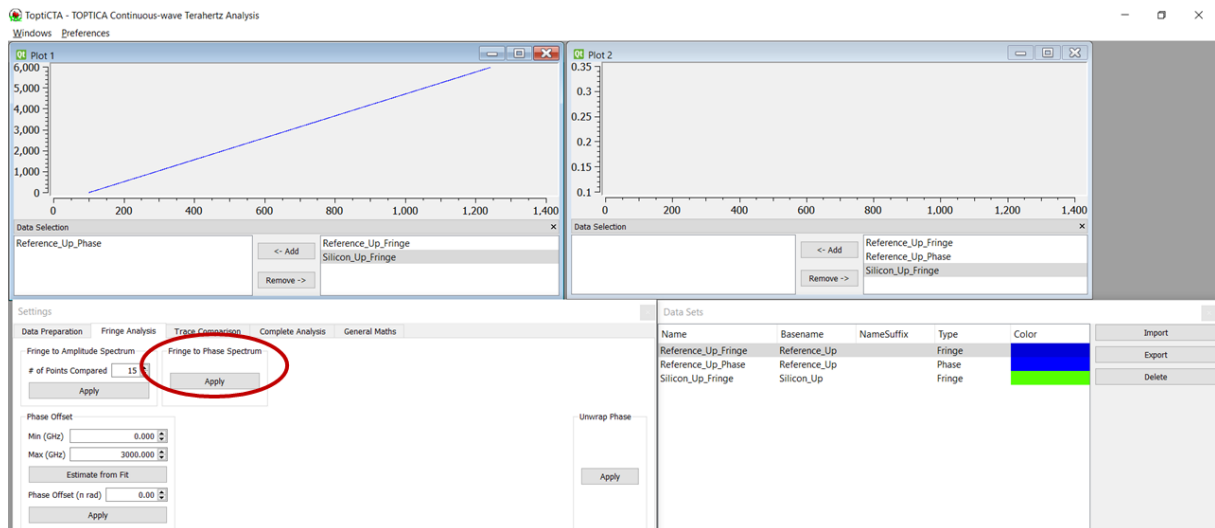 ToptiCTA - TOPTICA Continuous-wave Terahertz Analysis
Windows Preferences
Plot 1
6,000
5,000
4,000
3,000
2,000
1,000
0
0 200 400 600 800 1,000 1,200 1,400
Data Selection
Reference_Up_Phase
<- Add
Remove ->
Reference_Up_Fringe
Silicon_Up_Fringe
Plot 2
0.35
0.3
0.25
0.2
0.15
0.1
0 200 400 600 800 1,000 1,200 1,400
Data Selection
<- Add
Remove ->
Reference_Up_Fringe
Reference_Up_Phase
Silicon_Up_Fringe
Settings
Data Preparation Fringe Analysis Trace Comparison Complete Analysis General Maths
Fringe to Amplitude Spectrum
# of Points Compared 15
Apply
Fringe to Phase Spectrum
Apply
Phase Offset
Min (GHz) 0.000
Max (GHz) 3000.000
Estimate from Fit
Phase Offset (n rad) 0.00
Apply
Unwrap Phase
Apply
Data Sets
Name Basename NameSuffix Type Color
Reference_Up_Fringe Reference_Up Fringe
Reference_Up_Phase Reference_Up Phase
Silicon_Up_Fringe Silicon_Up Fringe
Import
Export
Delete